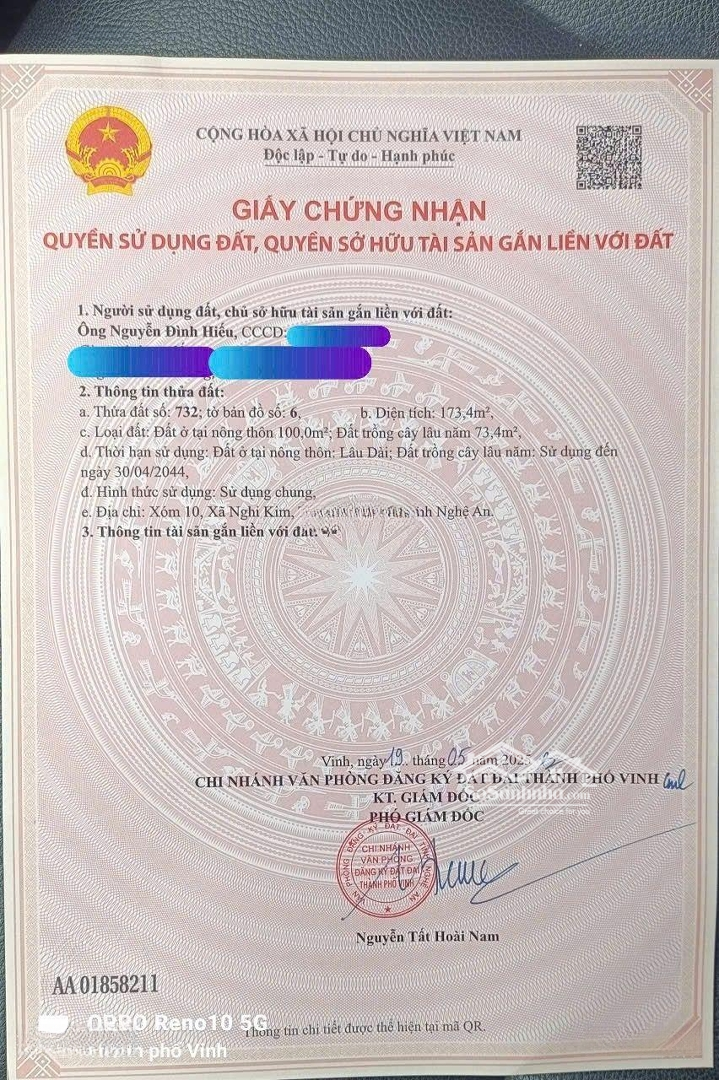 CỘNG HÒA XÃ HỘI CHỦ NGHĨA VIỆT NAM
Độc lập - Tự do - Hạnh phúc
GIẤY CHỨNG NHẬN
QUYỀN SỬ DỤNG ĐẤT, QUYỀN SỞ HỮU TÀI SẢN GẮN LIỀN VỚI ĐẤT
1. Người sử dụng đất, chủ sở hữu tài sản gắn liền với đất:
Ông Nguyễn Đình Hiếu, CCCD:
2. Thông tin thửa đất:
a. Thửa đất số: 732; tờ bản đồ số: 6, b. Diện tích: 173,4m²,
c. Loại đất: Đất ở tại nông thôn 100,0m²; Đất trồng cây lâu năm 73,4m²,
d. Thời hạn sử dụng: Đất ở tại nông thôn: Lâu Dài; Đất trồng cây lâu năm: Sử dụng đến
ngày 30/04/2044,
đ. Hình thức sử dụng: Sử dụng chung,
e. Địa chỉ: Xóm 10, Xã Nghi Kim, Nghệ An.
3. Thông tin tài sản gắn liền với đất:
Vinh, ngày 19 tháng 05 năm
CHI NHÁNH VĂN PHÒNG ĐĂNG KÝ ĐẤT ĐAI THÀNH PHỐ VINH
KT. GIÁM ĐỐC
PHÓ GIÁM ĐỐC
CHI NHÁNH
VĂN PHÒNG
ĐĂNG KÝ ĐẤT ĐAI
THÀNH PHỐ VINH
Nguyễn Tất Hoài Nam
AA 01858211
OPPO Reno10 5G
Thông tin chi tiết được thể hiện tại mã QR.
phố Vinh